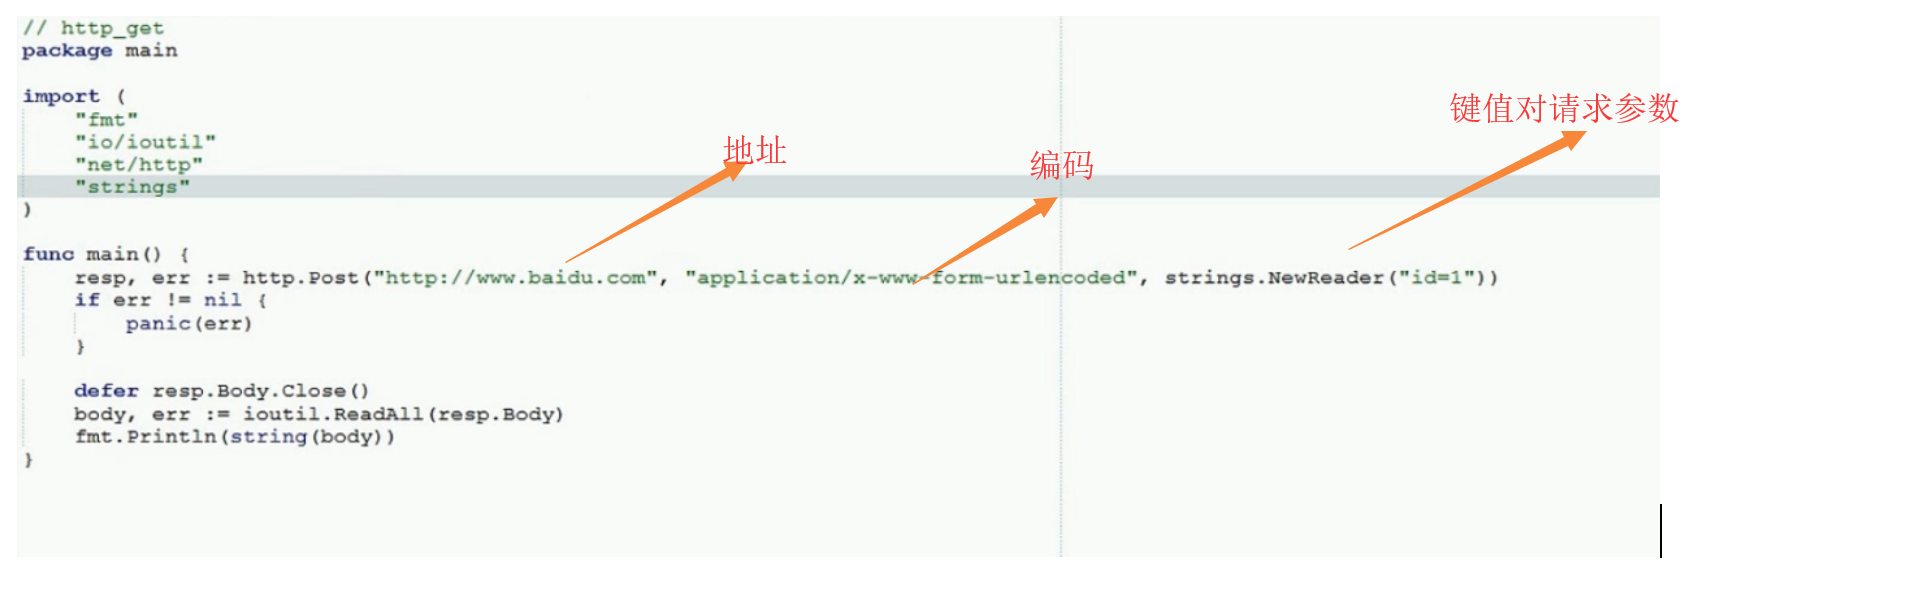 // http_get
package main
import (
"fmt"
"io/ioutil"
"net/http"
"strings"
)
地址
编码
键值对请求参数
func main() {
resp, err := http.Post("http://www.baidu.com", "application/x-www-form-urlencoded", strings.NewReader("id=1"))
if err != nil {
panic(err)
}
defer resp.Body.Close()
body, err := ioutil.ReadAll(resp.Body)
fmt.Println(string(body))
}